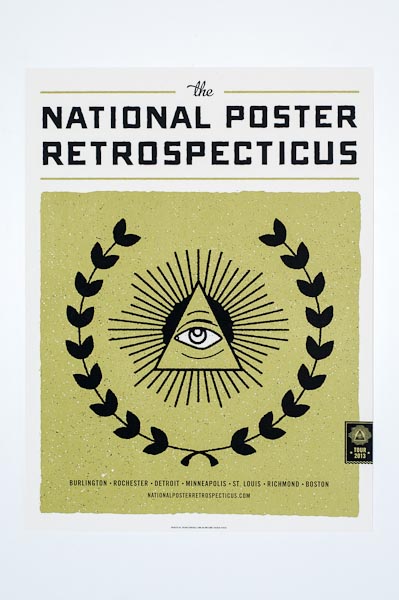 the
NATIONAL POSTER
RETROSPECTICUS
TOUR
2013
BURLINGTON • ROCHESTER • DETROIT • MINNEAPOLIS • ST. LOUIS • RICHMOND • BOSTON
NATIONALPOSTERRETROSPECTICUS.COM